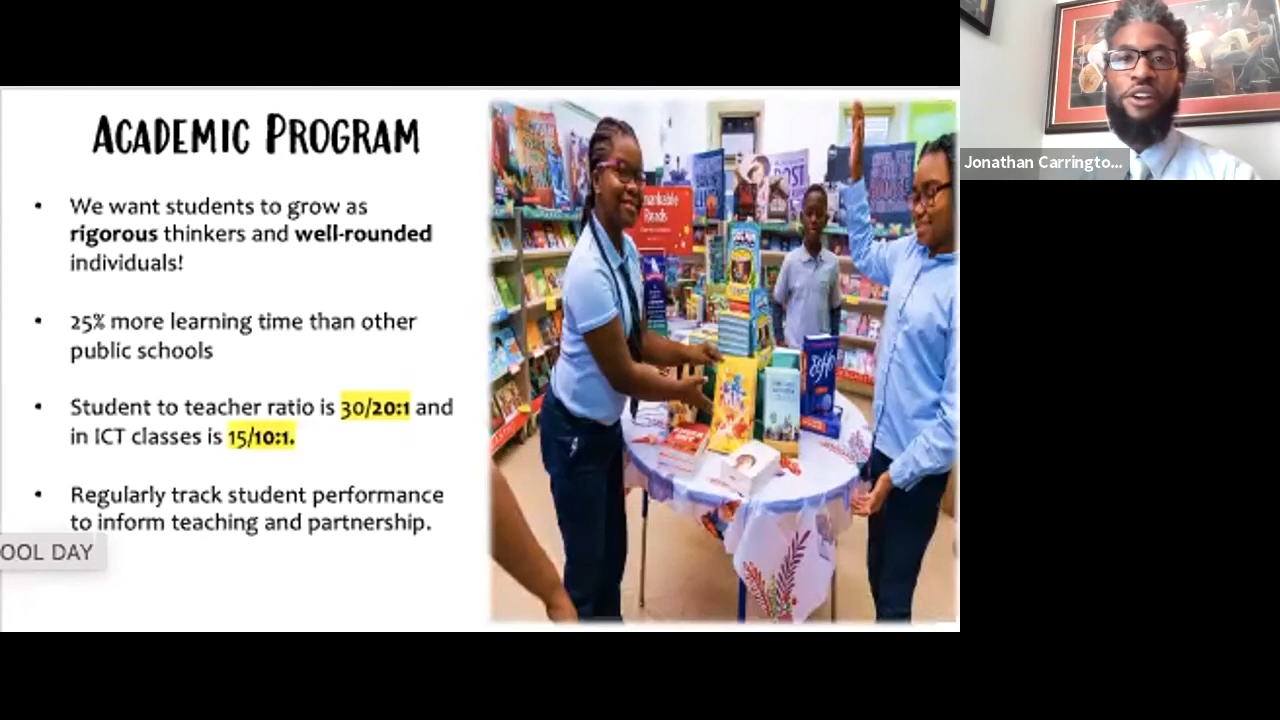 ACADEMIC PROGRAM
• We want students to grow as
rigorous thinkers and well-rounded
individuals!
• 25% more learning time than other
public schools
• Student to teacher ratio is 30/20:1 and
in ICT classes is 15/10:1.
• Regularly track student performance
to inform teaching and partnership.
OOL DAY
Jonathan Carringto...
Reads